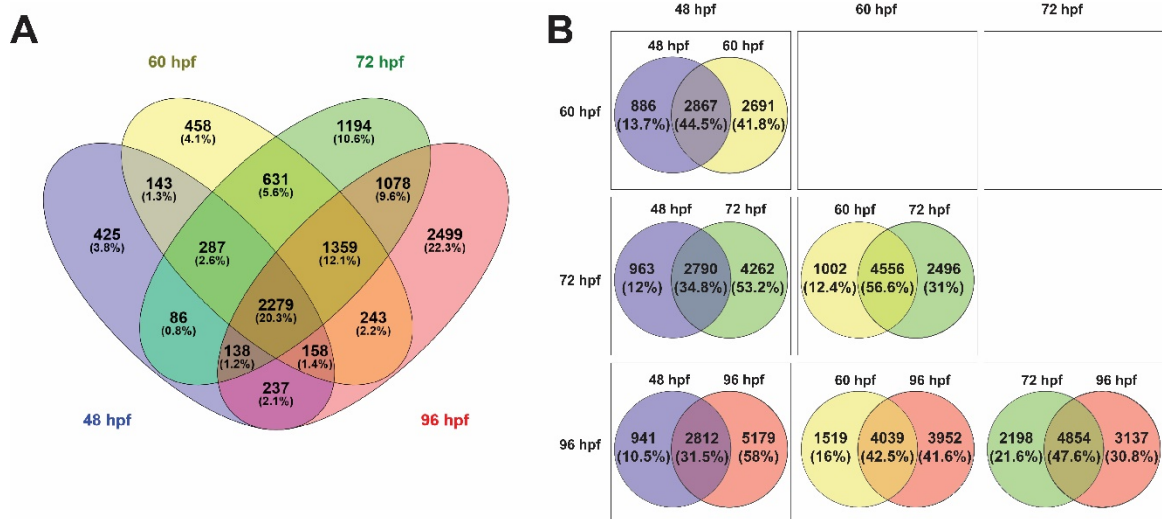 A
60 hpf
72 hpf
458
(4.1%)
1194
(10.6%)
143
(1.3%)
631
(5.6%)
1078
(9.6%)
425
(3.8%)
287
(2.6%)
1359
(12.1%)
2499
(22.3%)
86
(0.8%)
2279
(20.3%)
243
(2.2%)
138
(1.2%)
158
(1.4%)
237
(2.1%)
48 hpf
96 hpf
B
48 hpf
60 hpf
72 hpf
60 hpf
48 hpf
60 hpf
886
(13.7%)
2867
(44.5%)
2691
(41.8%)
72 hpf
48 hpf
72 hpf
963
(12%)
2790
(34.8%)
4262
(53.2%)
60 hpf
72 hpf
1002
(12.4%)
4556
(56.6%)
2496
(31%)
96 hpf
48 hpf
96 hpf
941
(10.5%)
2812
(31.5%)
5179
(58%)
60 hpf
96 hpf
1519
(16%)
4039
(42.5%)
3952
(41.6%)
72 hpf
96 hpf
2198
(21.6%)
4854
(47.6%)
3137
(30.8%)